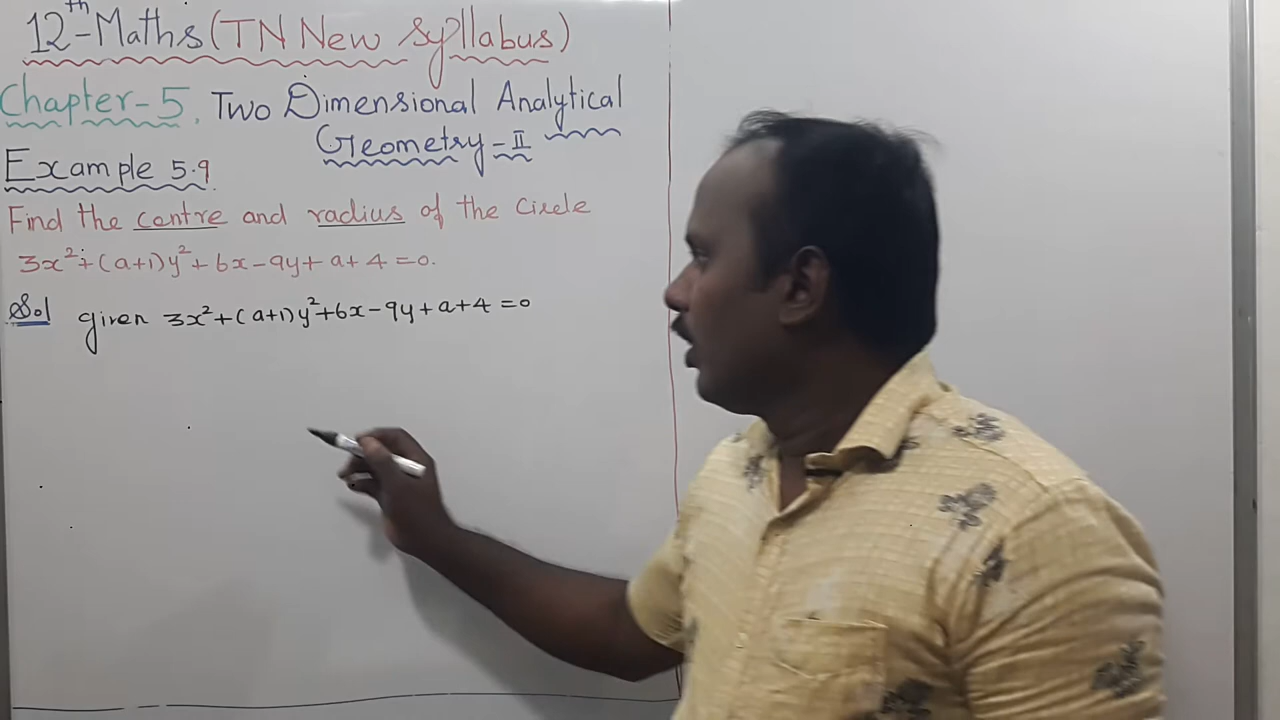 12th-Maths (TN New syllabus)
Chapter-5, Two Dimensional Analytical
Geometry-II
Example 5.9
Find the centre and radius of the circle
3x²+(a+1)y²+6x-9y+a+4=0.
Sol given 3x²+(a+1)y²+6x-9y+a+4=0